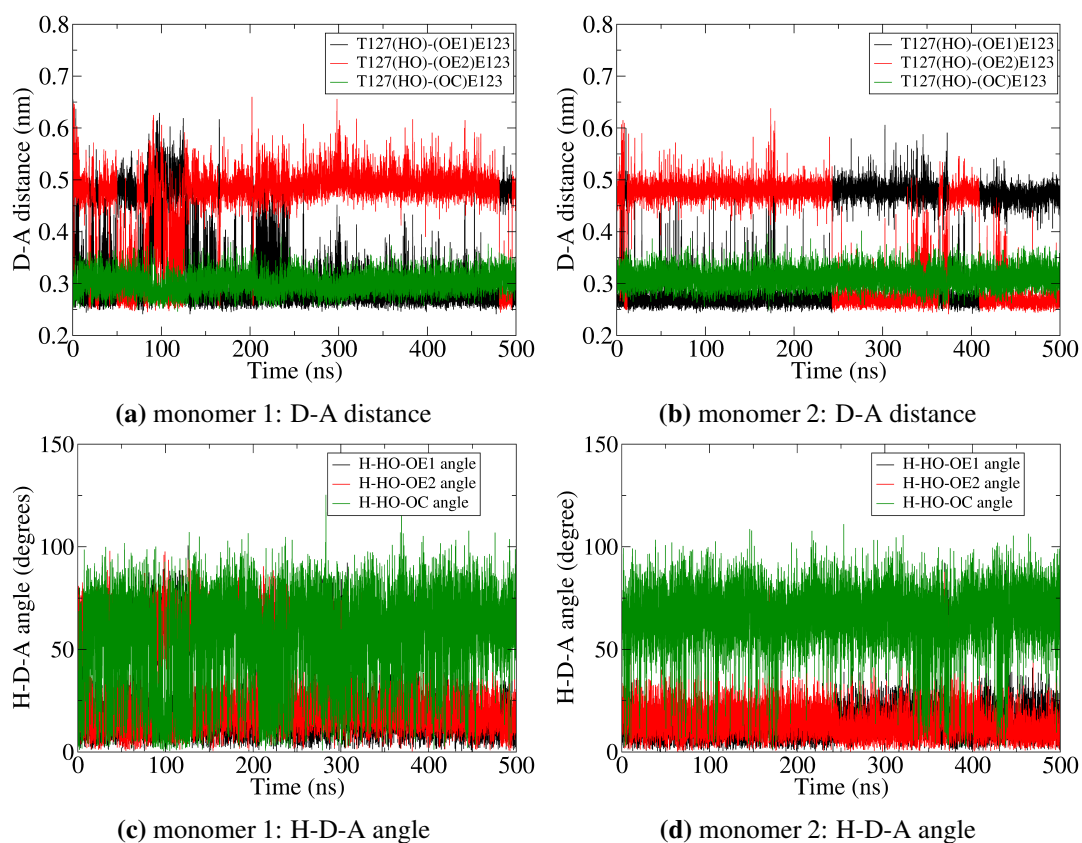 0.8
0.7
0.6
0.5
0.4
0.3
0.2
D-A distance (nm)
T127(HO)-(OE1)E123
T127(HO)-(OE2)E123
T127(HO)-(OC)E123
0 100 200 300 400 500
Time (ns)
(a) monomer 1: D-A distance
0.8
0.7
0.6
0.5
0.4
0.3
0.2
D-A distance (nm)
T127(HO)-(OE1)E123
T127(HO)-(OE2)E123
T127(HO)-(OC)E123
0 100 200 300 400 500
Time (ns)
(b) monomer 2: D-A distance
150
100
50
0
H-D-A angle (degrees)
H-HO-OE1 angle
H-HO-OE2 angle
H-HO-OC angle
0 100 200 300 400 500
Time (ns)
(c) monomer 1: H-D-A angle
150
100
50
0
H-D-A angle (degree)
H-HO-OE1 angle
H-HO-OE2 angle
H-HO-OC angle
0 100 200 300 400 500
Time (ns)
(d) monomer 2: H-D-A angle